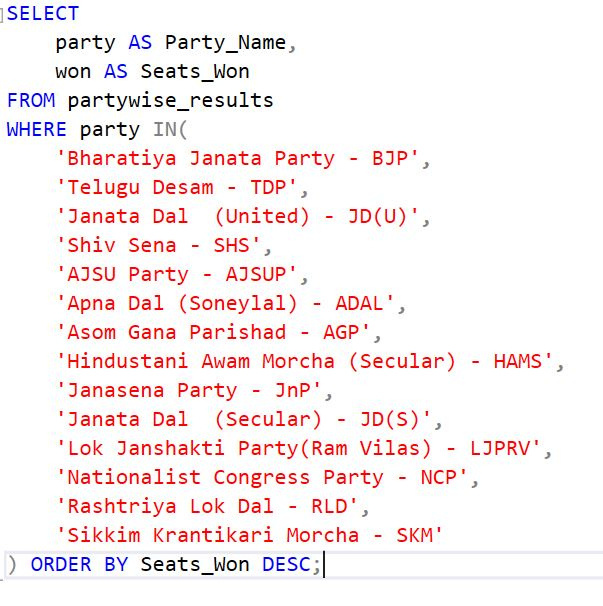 SELECT
    party AS Party_Name,
    won AS Seats_Won
FROM partywise_results
WHERE party IN(
    'Bharatiya Janata Party - BJP',
    'Telugu Desam - TDP',
    'Janata Dal  (United) - JD(U)',
    'Shiv Sena - SHS',
    'AJSU Party - AJSUP',
    'Apna Dal (Soneylal) - ADAL',
    'Asom Gana Parishad - AGP',
    'Hindustani Awam Morcha (Secular) - HAMS',
    'Janasena Party - JnP',
    'Janata Dal  (Secular) - JD(S)',
    'Lok Janshakti Party(Ram Vilas) - LJPRV',
    'Nationalist Congress Party - NCP',
    'Rashtriya Lok Dal - RLD',
    'Sikkim Krantikari Morcha - SKM'
) ORDER BY Seats_Won DESC;